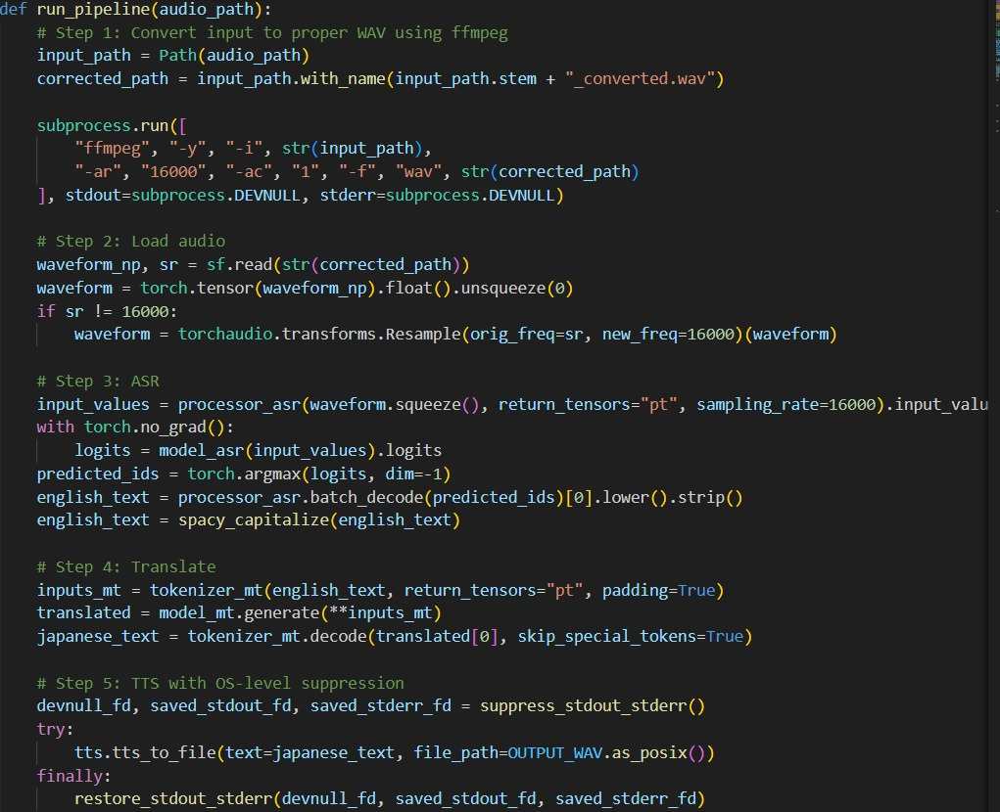 def run_pipeline(audio_path):
    # Step 1: Convert input to proper WAV using ffmpeg
    input_path = Path(audio_path)
    corrected_path = input_path.with_name(input_path.stem + "_converted.wav")

    subprocess.run([
        "ffmpeg", "-y", "-i", str(input_path),
        "-ar", "16000", "-ac", "1", "-f", "wav", str(corrected_path)
    ], stdout=subprocess.DEVNULL, stderr=subprocess.DEVNULL)

    # Step 2: Load audio
    waveform_np, sr = sf.read(str(corrected_path))
    waveform = torch.tensor(waveform_np).float().unsqueeze(0)
    if sr != 16000:
        waveform = torchaudio.transforms.Resample(orig_freq=sr, new_freq=16000)(waveform)

    # Step 3: ASR
    input_values = processor_asr(waveform.squeeze(), return_tensors="pt", sampling_rate=16000).input_valu
    with torch.no_grad():
        logits = model_asr(input_values).logits
    predicted_ids = torch.argmax(logits, dim=-1)
    english_text = processor_asr.batch_decode(predicted_ids)[0].lower().strip()
    english_text = spacy_capitalize(english_text)

    # Step 4: Translate
    inputs_mt = tokenizer_mt(english_text, return_tensors="pt", padding=True)
    translated = model_mt.generate(**inputs_mt)
    japanese_text = tokenizer_mt.decode(translated[0], skip_special_tokens=True)

    # Step 5: TTS with OS-level suppression
    devnull_fd, saved_stdout_fd, saved_stderr_fd = suppress_stdout_stderr()
    try:
        tts.tts_to_file(text=japanese_text, file_path=OUTPUT_WAV.as_posix())
    finally:
        restore_stdout_stderr(devnull_fd, saved_stdout_fd, saved_stderr_fd)